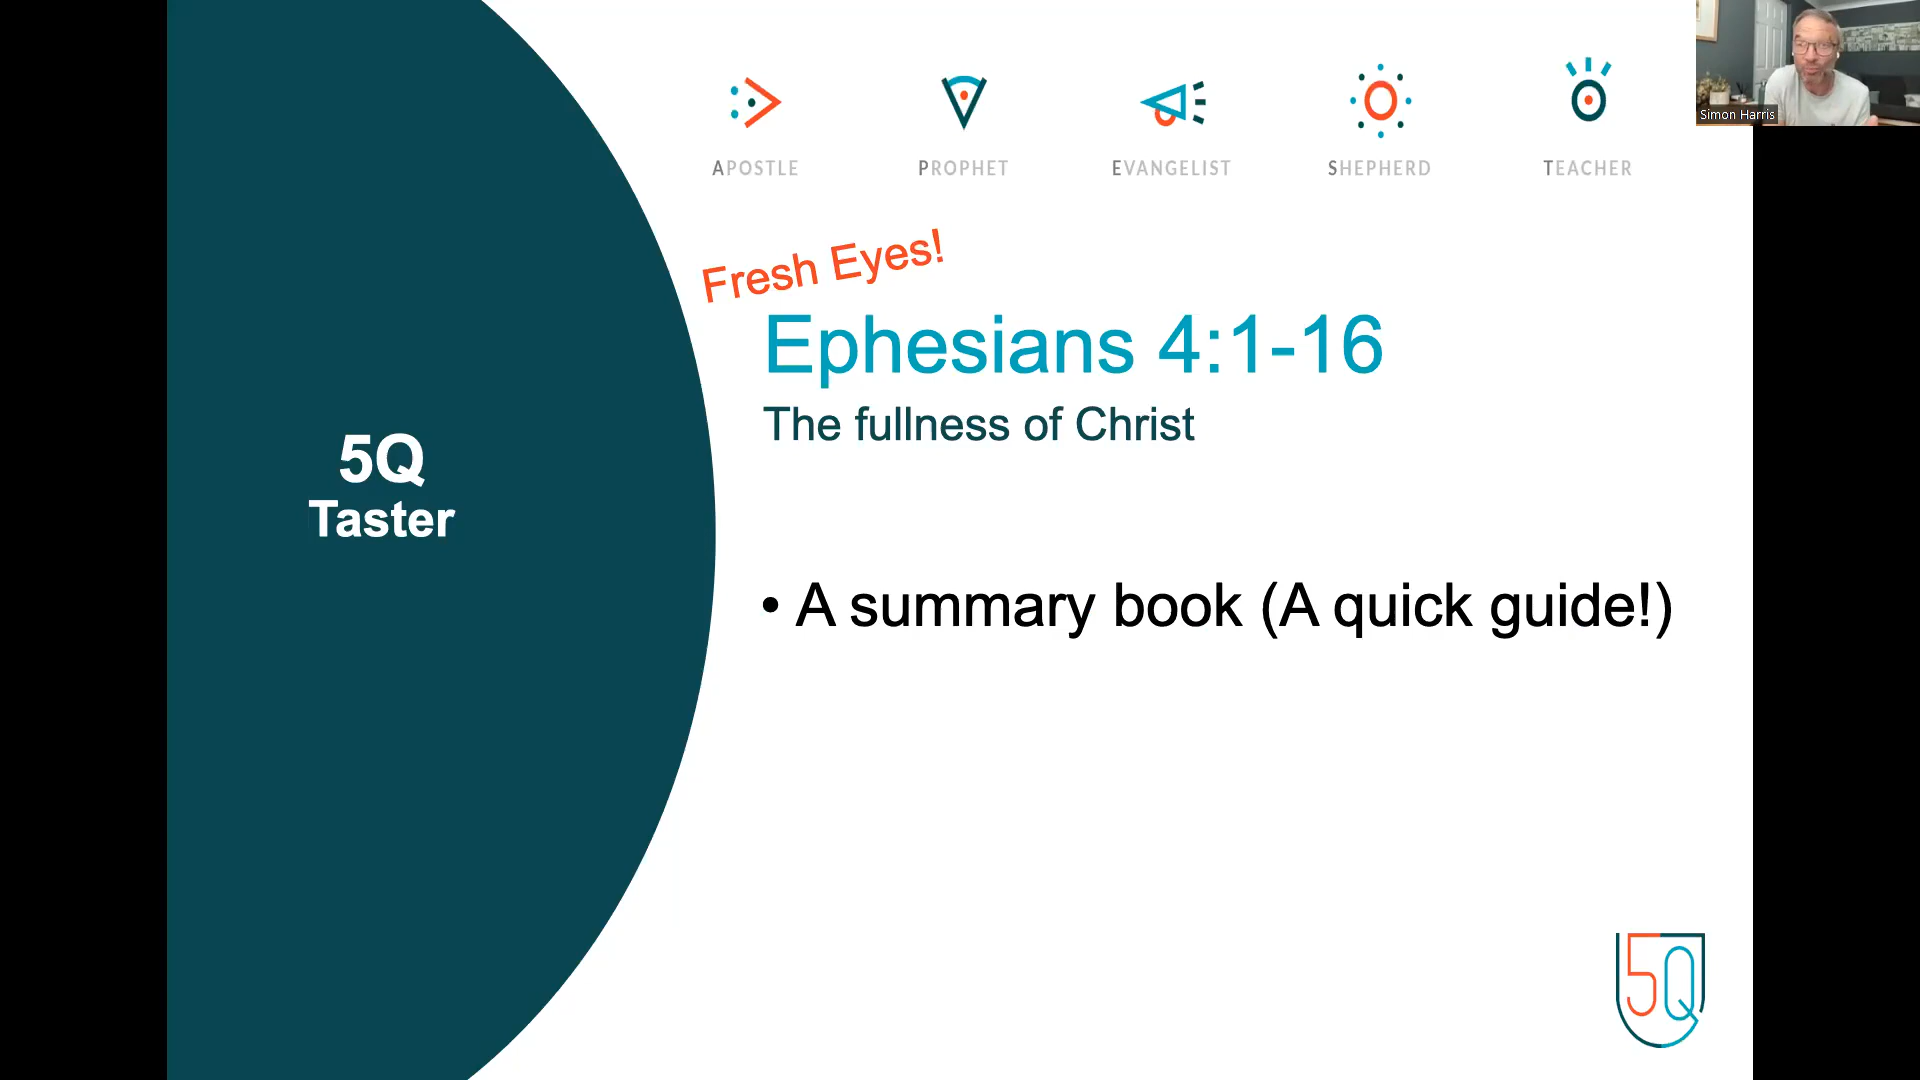 APOSTLE
PROPHET
EVANGELIST
SHEPHERD
TEACHER
Simon Harris
Fresh Eyes!
Ephesians 4:1-16
The fullness of Christ
5Q
Taster
• A summary book (A quick guide!)
5Q